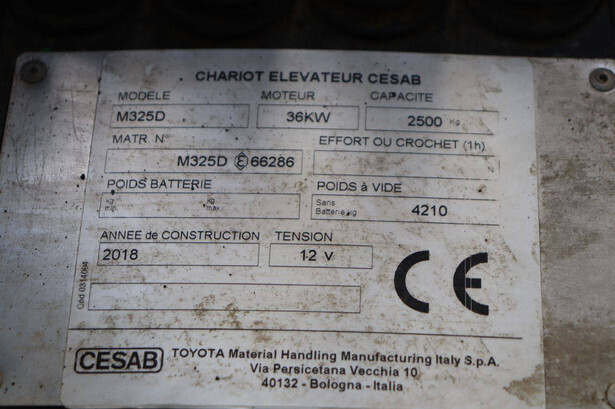 CHARIOT ELEVATEUR CESAB
MODELE MOTEUR CAPACITE
M325D 36KW 2500 Kg
MATR. N° EFFORT OU CROCHET (1h)
M325D Ɛ 66286 N
POIDS BATTERIE POIDS à VIDE
kg min. kg max. Sans Batterie kg 4210
ANNEE de CONSTRUCTION TENSION
2018 12 V
CE
Cod 0314094
CESAB TOYOTA Material Handling Manufacturing Italy S.p.A.
Via Persicetana Vecchia 10
40132 - Bologna - Italia